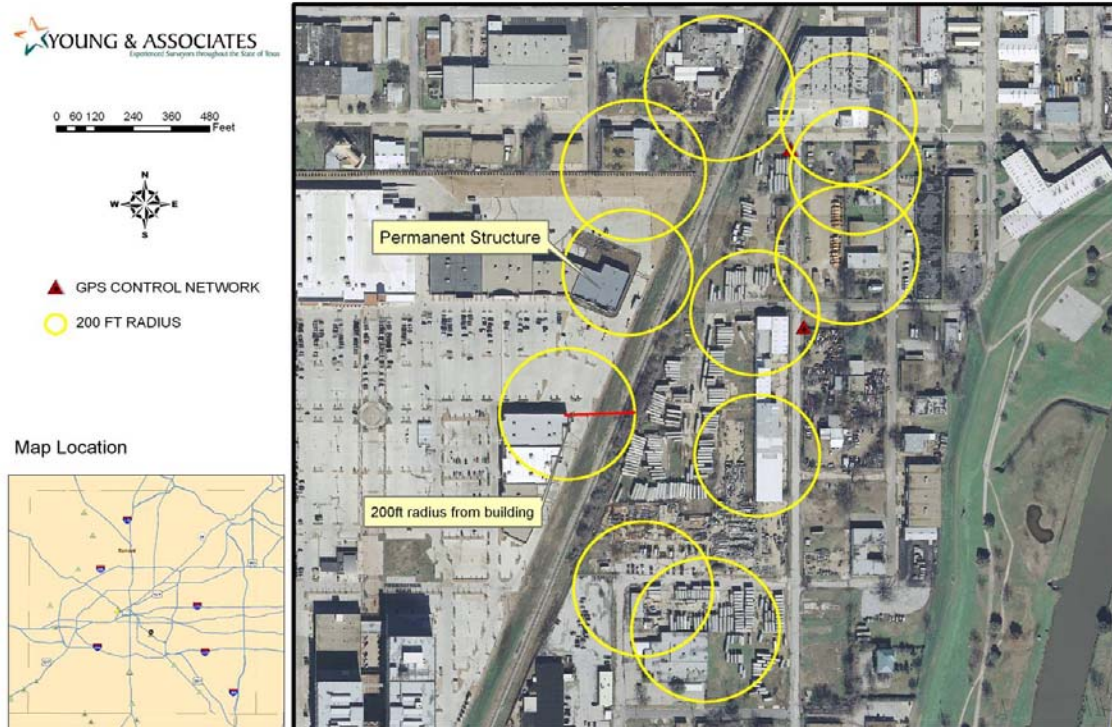 YOUNG & ASSOCIATES
Experienced Surveyors throughout the State of Texas
0 60 120 240 360 480
Feet
N
W E
S
GPS CONTROL NETWORK
200 FT RADIUS
Map Location
Permanent Structure
200ft radius from building